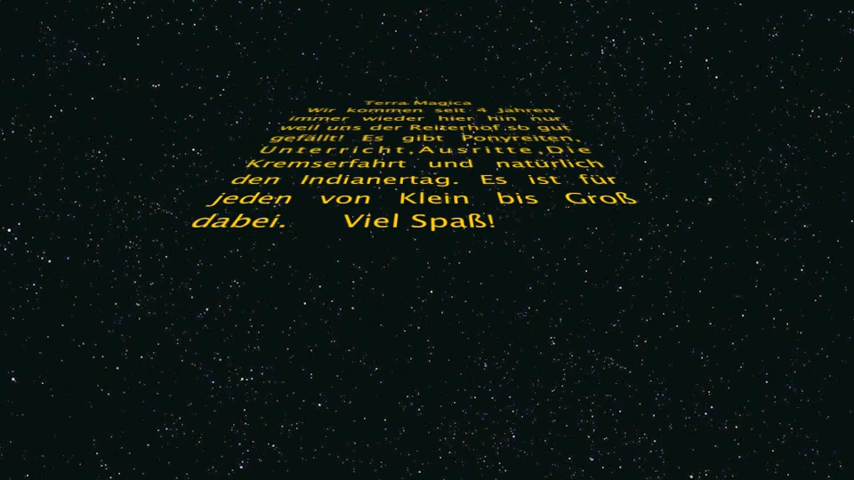 Terra Magica
Wir kommen seit 4 Jahren
immer wieder hier hin nur
weil uns der Reiterhof so gut
gefällt! Es gibt Ponyreiten,
Unterricht,Ausritte,Die
Kremserfahrt und natürlich
den Indianertag. Es ist für
jeden von Klein bis Groß
dabei. Viel Spaß!